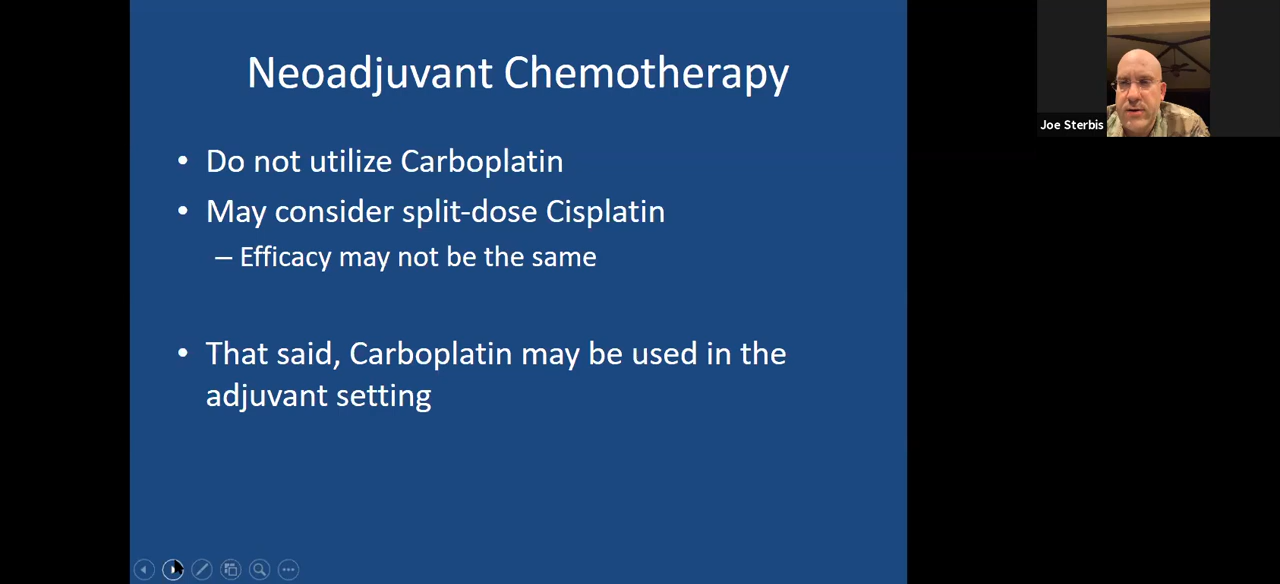 Neoadjuvant Chemotherapy
• Do not utilize Carboplatin
• May consider split-dose Cisplatin
– Efficacy may not be the same
• That said, Carboplatin may be used in the
adjuvant setting
Joe Sterbis